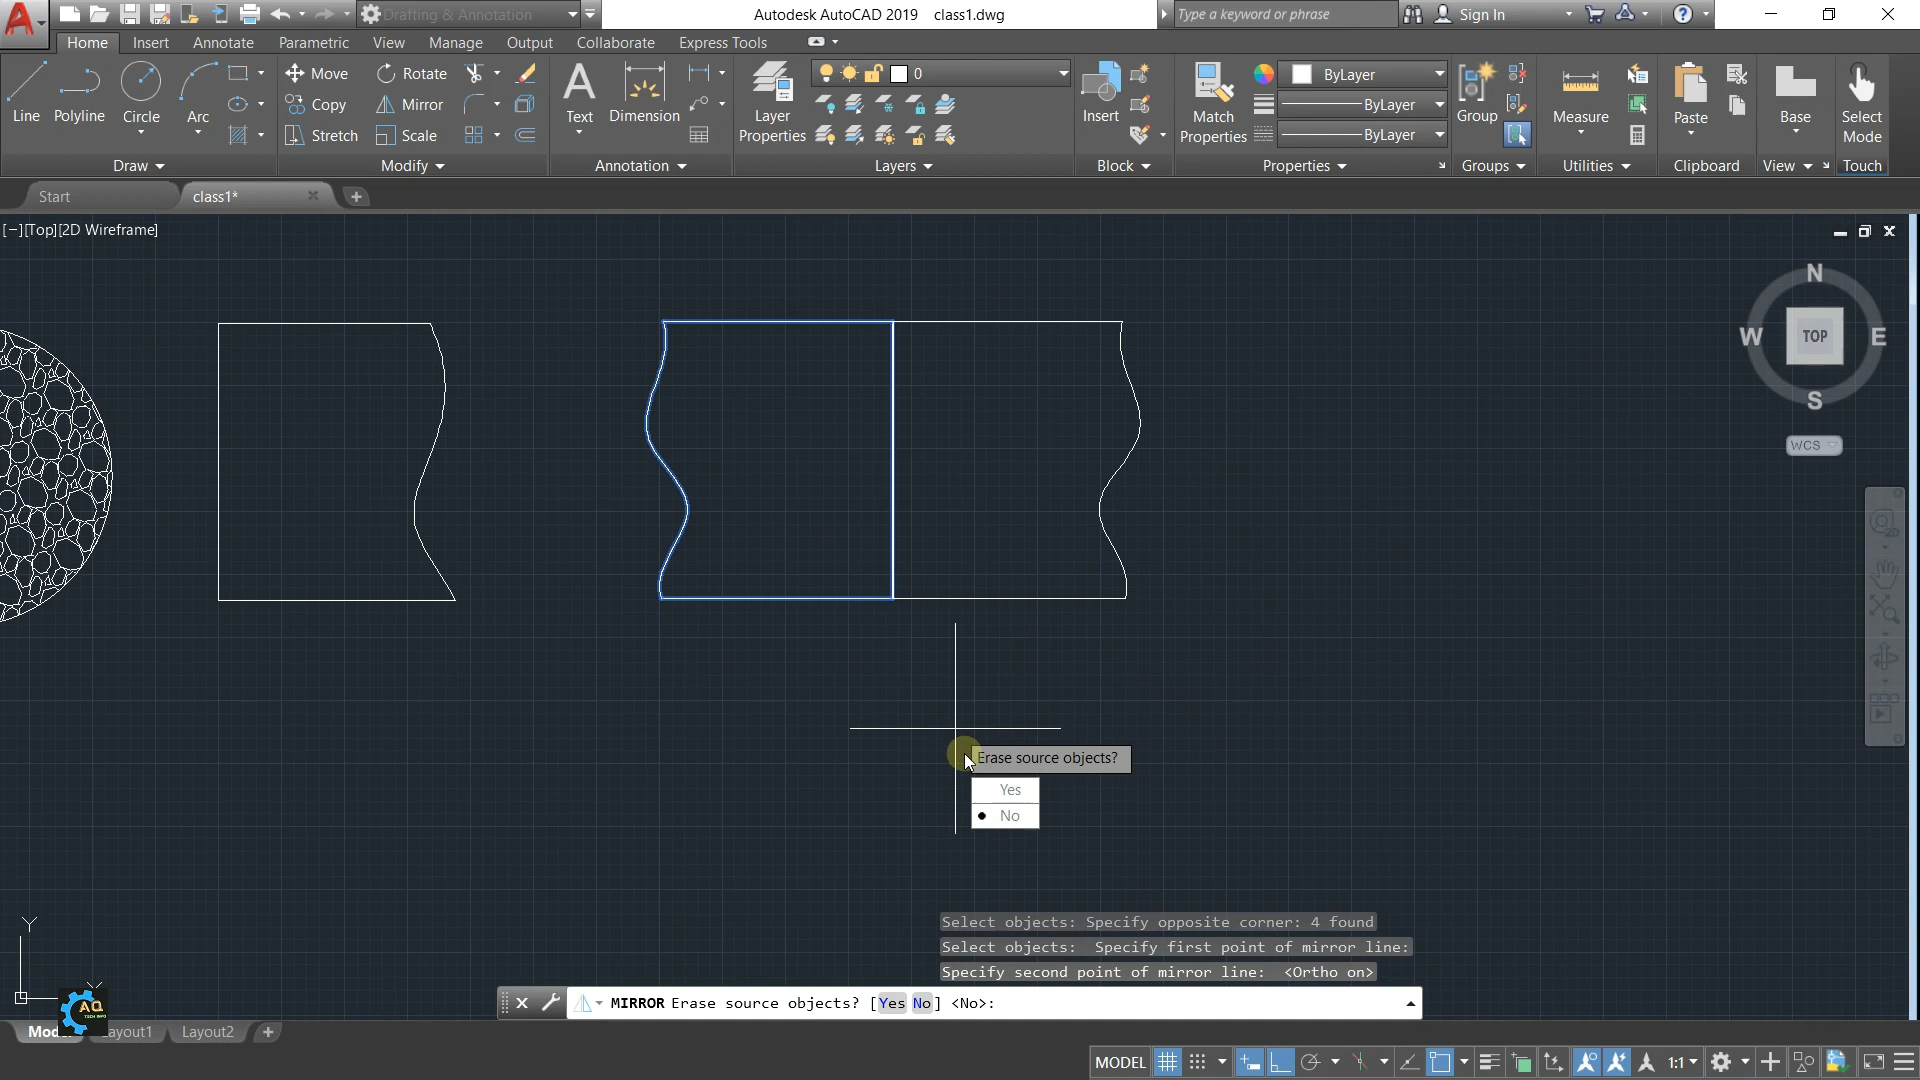 Drafting & Annotation
Autodesk AutoCAD 2019 class1.dwg
Type a keyword or phrase
Sign In
Home Insert Annotate Parametric View Manage Output Collaborate Express Tools
Line
Polyline
Circle
Arc
Draw
Move
Copy
Stretch
Rotate
Mirror
Scale
Modify
Text
Dimension
Annotation
Layer
Properties
0
Layers
Insert
Block
Match
Properties
ByLayer
ByLayer
ByLayer
Properties
Group
Groups
Measure
Utilities
Paste
Clipboard
Base
View
Select
Mode
Touch
Start
class1*
[−][Top][2D Wireframe]
N
W TOP E
S
WCS
Erase source objects?
Yes
No
Select objects: Specify opposite corner: 4 found
Select objects: Specify first point of mirror line:
Specify second point of mirror line: <Ortho on>
MIRROR Erase source objects? [Yes No] <No>:
Y
AQ
TECH INFO
Layout2
MODEL
1:1